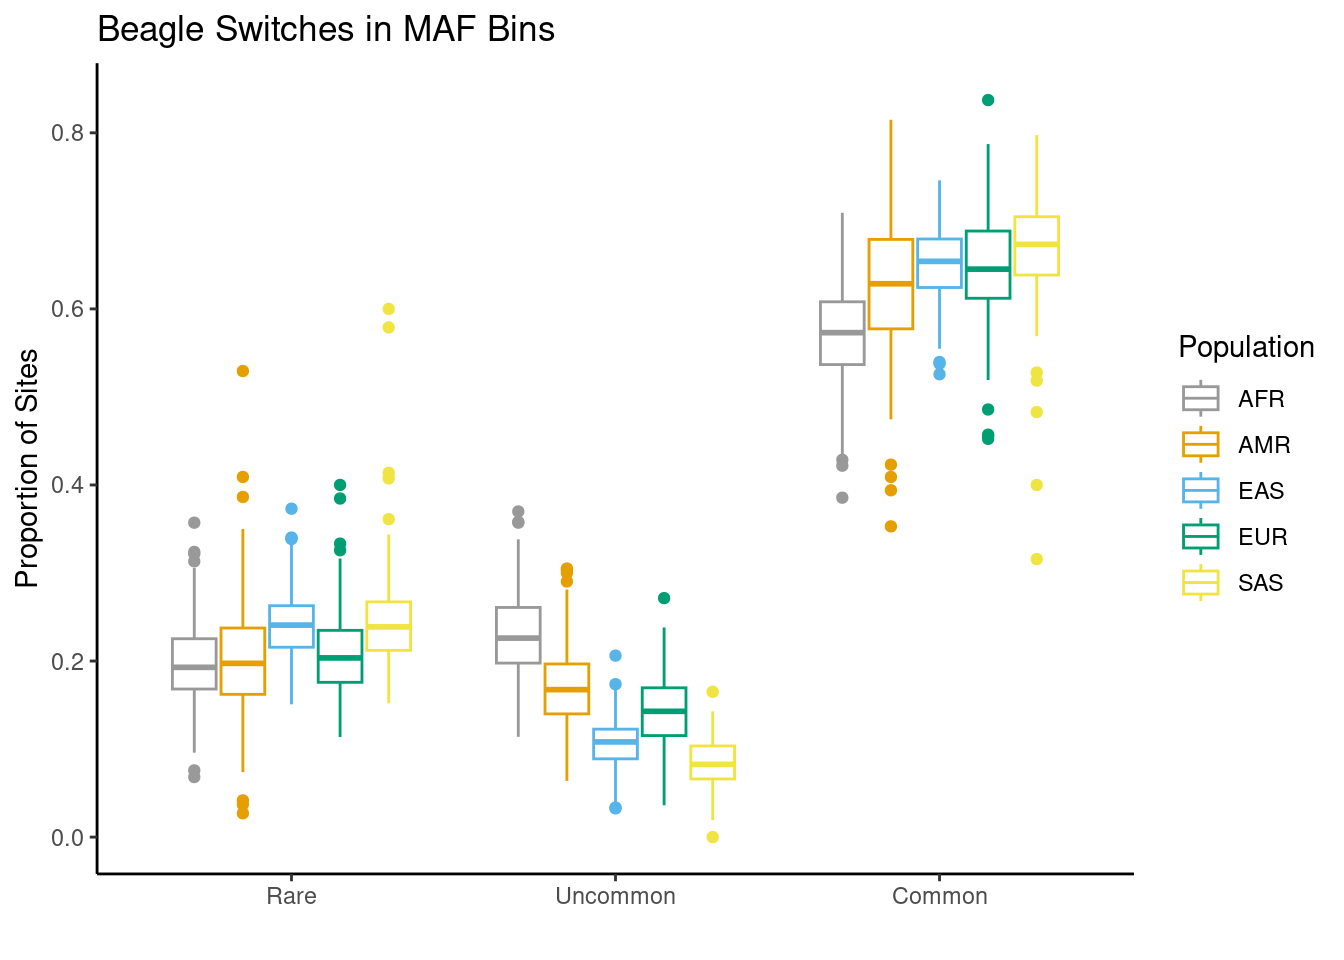 Beagle Switches in MAF Bins
Proportion of Sites
0.8
0.6
0.4
0.2
0.0
Rare
Uncommon
Common
Population
AFR
AMR
EAS
EUR
SAS